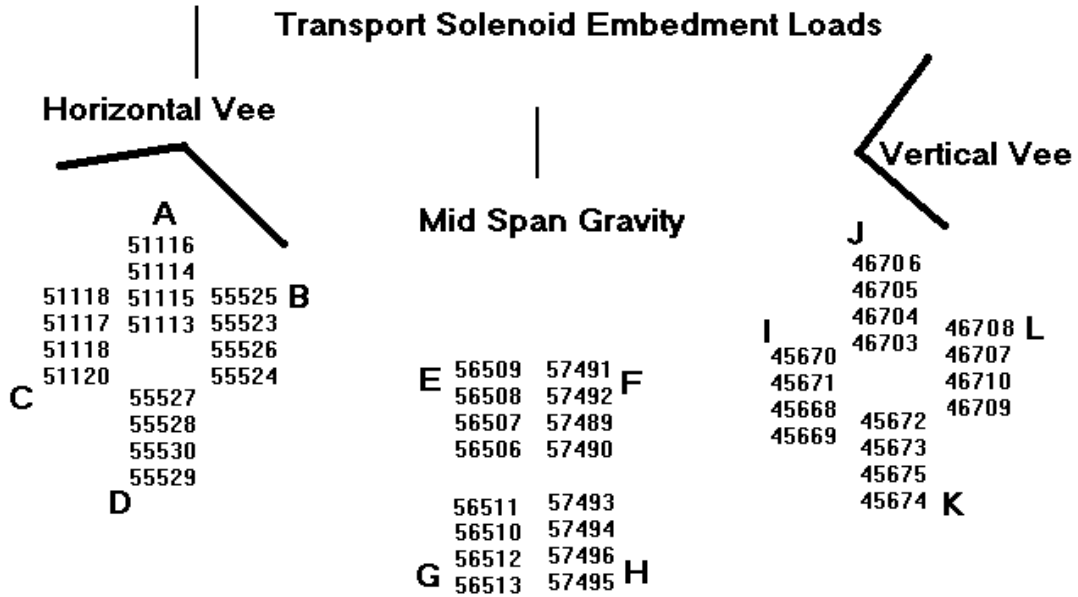 Transport Solenoid Embedment Loads
Horizontal Vee
A
51116
51114
51115
51113
51118
51117
51118
51120
C
55525 B
55523
55526
55524
55527
55528
55530
55529
D
Mid Span Gravity
E 56509
56508
56507
56506
57491 F
57492
57489
57490
56511
56510
56512
G 56513
57493
57494
57496 H
57495
Vertical Vee
J
46706
46705
46704
46703
I
45670
45671
45668
45669
46708 L
46707
46710
46709
45672
45673
45675
45674 K